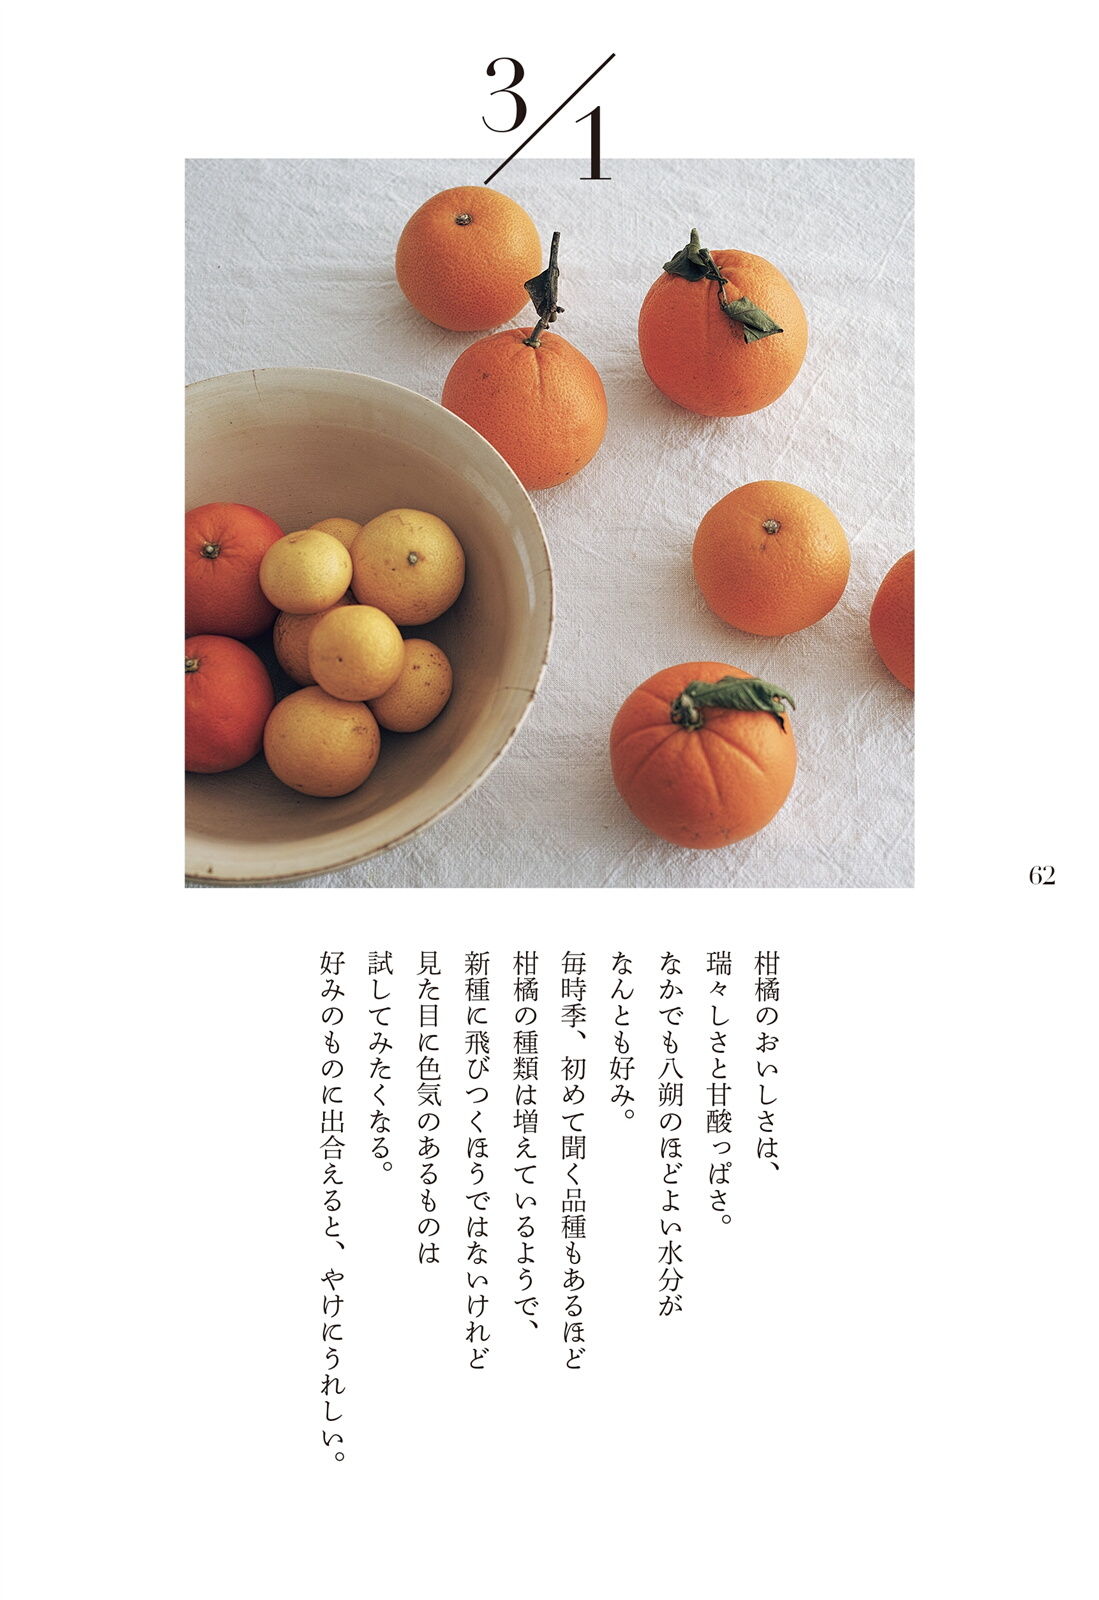 3/1
柑橘のおいしさは、
瑞々しさと甘酸っぱさ。
なかでも八朔のほどよい水分が
なんとも好み。
毎時季、初めて聞く品種もあるほど
柑橘の種類は増えているようで、
新種に飛びつくほうではないけれど
見た目に色気のあるものは
試してみたくなる。
好みのものに出合えると、やけにうれしい。
62